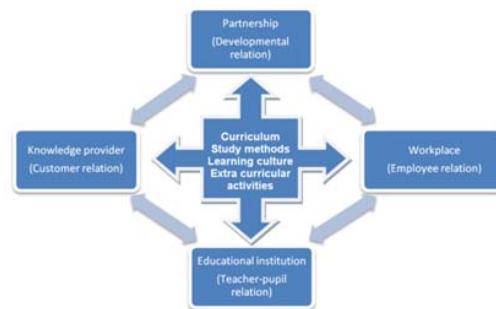 Partnership
(Developmental
relation)
Curriculum
Study methods
Learning culture
Extra curricular
activities
Knowledge provider
(Customer relation)
Workplace
(Employee relation)
Educational institution
(Teacher-pupil
relation)